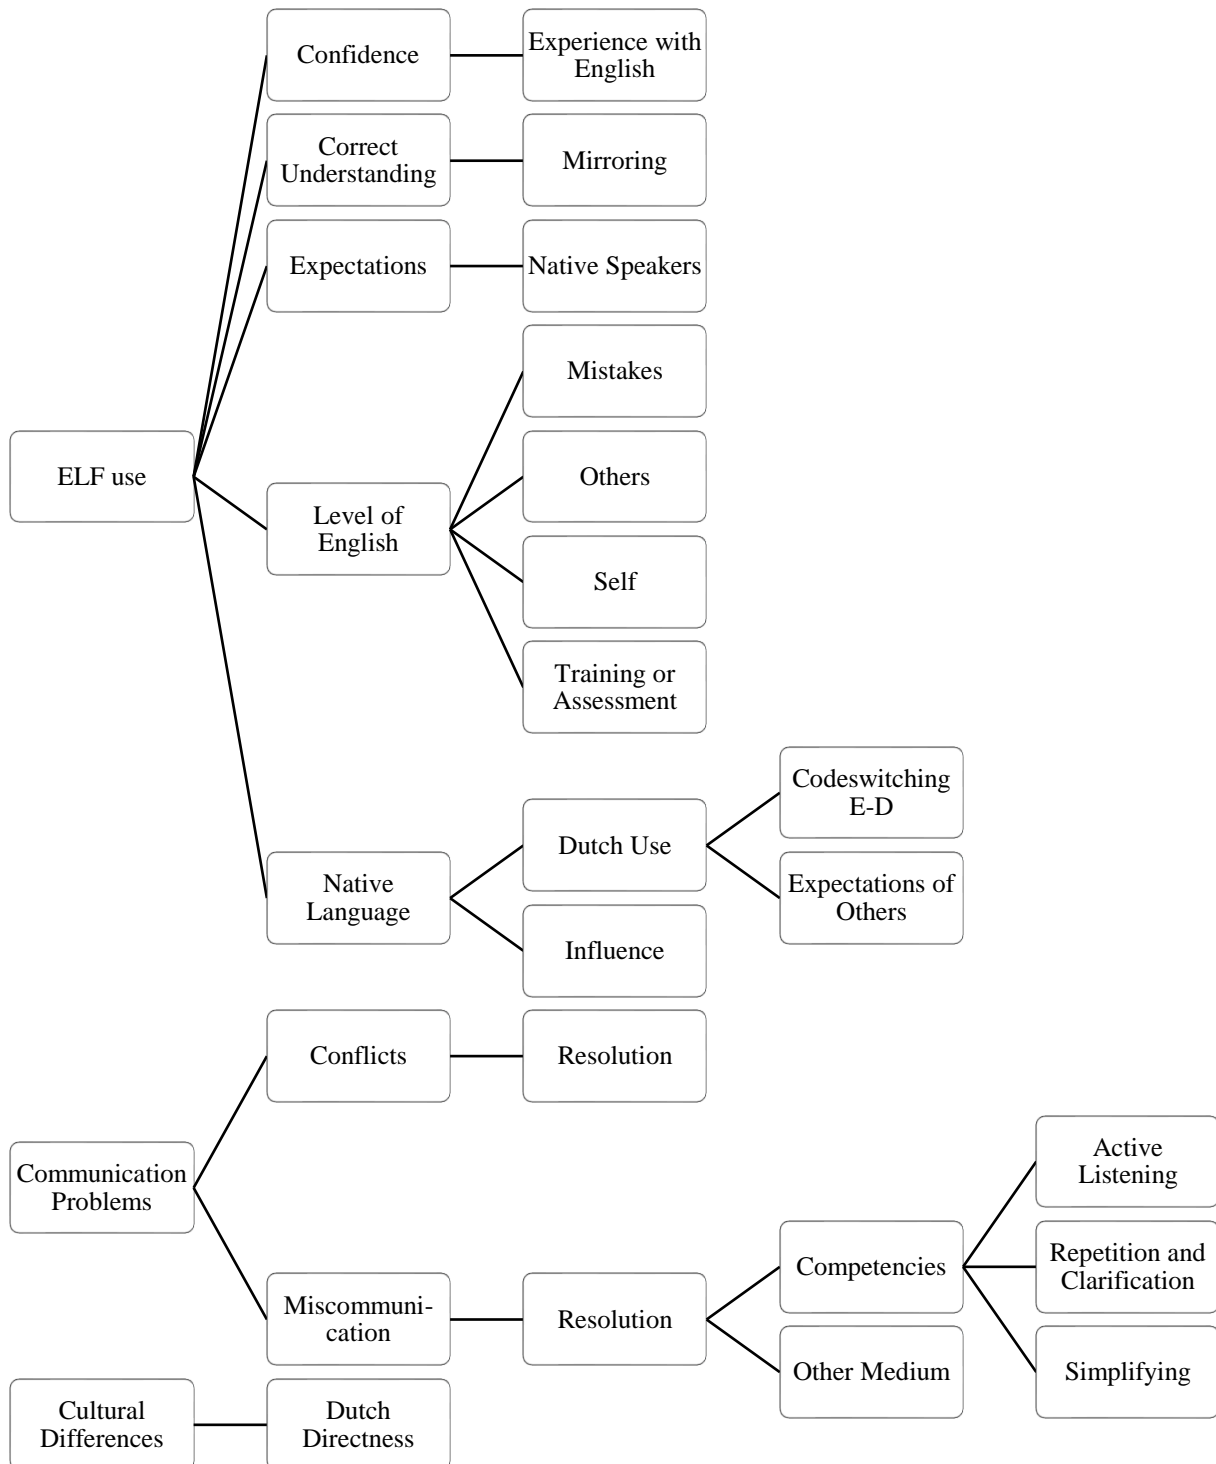 Confidence
Experience with
English
Correct
Understanding
Mirroring
Expectations
Native Speakers
Mistakes
ELF use
Level of
English
Others
Self
Training or
Assessment
Native
Language
Dutch Use
Codeswitching
E-D
Expectations of
Others
Influence
Communication
Problems
Conflicts
Resolution
Miscommuni-
cation
Resolution
Competencies
Active
Listening
Repetition and
Clarification
Simplifying
Other Medium
Cultural
Differences
Dutch
Directness